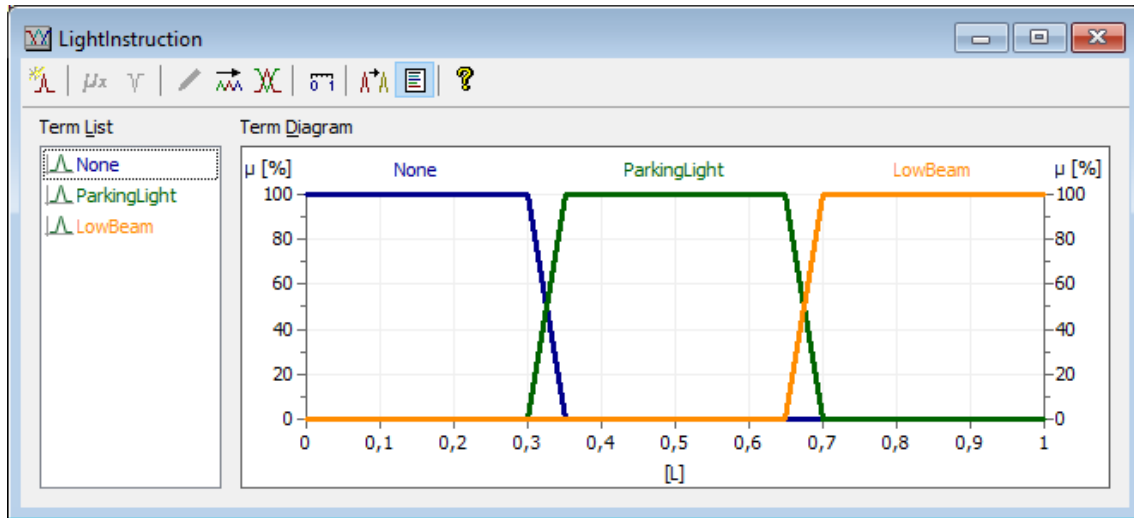 LightInstruction
µx
0 1
?
Term List
Term Diagram
None
ParkingLight
LowBeam
µ [%] None ParkingLight LowBeam µ [%]
100 100
80 80
60 60
40 40
20 20
0 0
0 0,1 0,2 0,3 0,4 0,5 0,6 0,7 0,8 0,9 1
[L]